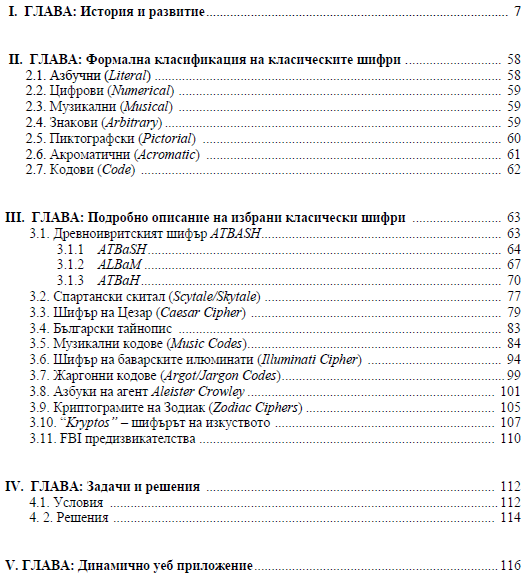 I. ГЛАВА: История и развитие ........ 7
II. ГЛАВА: Формална класификация на класическите шифри ........ 58
2.1. Азбучни (Literal) ........ 58
2.2. Цифрови (Numerical) ........ 59
2.3. Музикални (Musical) ........ 59
2.4. Знакови (Arbitrary) ........ 59
2.5. Пиктографски (Pictorial) ........ 60
2.6. Акроматични (Acromatic) ........ 61
2.7. Кодови (Code) ........ 62
III. ГЛАВА: Подробно описание на избрани класически шифри ........ 63
3.1. Древноивритският шифър ATBASH ........ 63
3.1.1 ATBaSH ........ 64
3.1.2 ALBaM ........ 67
3.1.3 ATBaH ........ 70
3.2. Спартански скитал (Scytale/Skytale) ........ 77
3.3. Шифър на Цезар (Caesar Cipher) ........ 79
3.4. Български тайнопис ........ 83
3.5. Музикални кодове (Music Codes) ........ 84
3.6. Шифър на баварските илюминати (Illuminati Cipher) ........ 94
3.7. Жаргонни кодове (Argot/Jargon Codes) ........ 99
3.8. Азбуки на агент Aleister Crowley ........ 101
3.9. Криптограмите на Зодиак (Zodiac Ciphers) ........ 105
3.10. “Kryptos” – шифърът на изкуството ........ 107
3.11. FBI предизвикателства ........ 110
IV. ГЛАВА: Задачи и решения ........ 112
4.1. Условия ........ 112
4. 2. Решения ........ 114
V. ГЛАВА: Динамично уеб приложение ........ 116